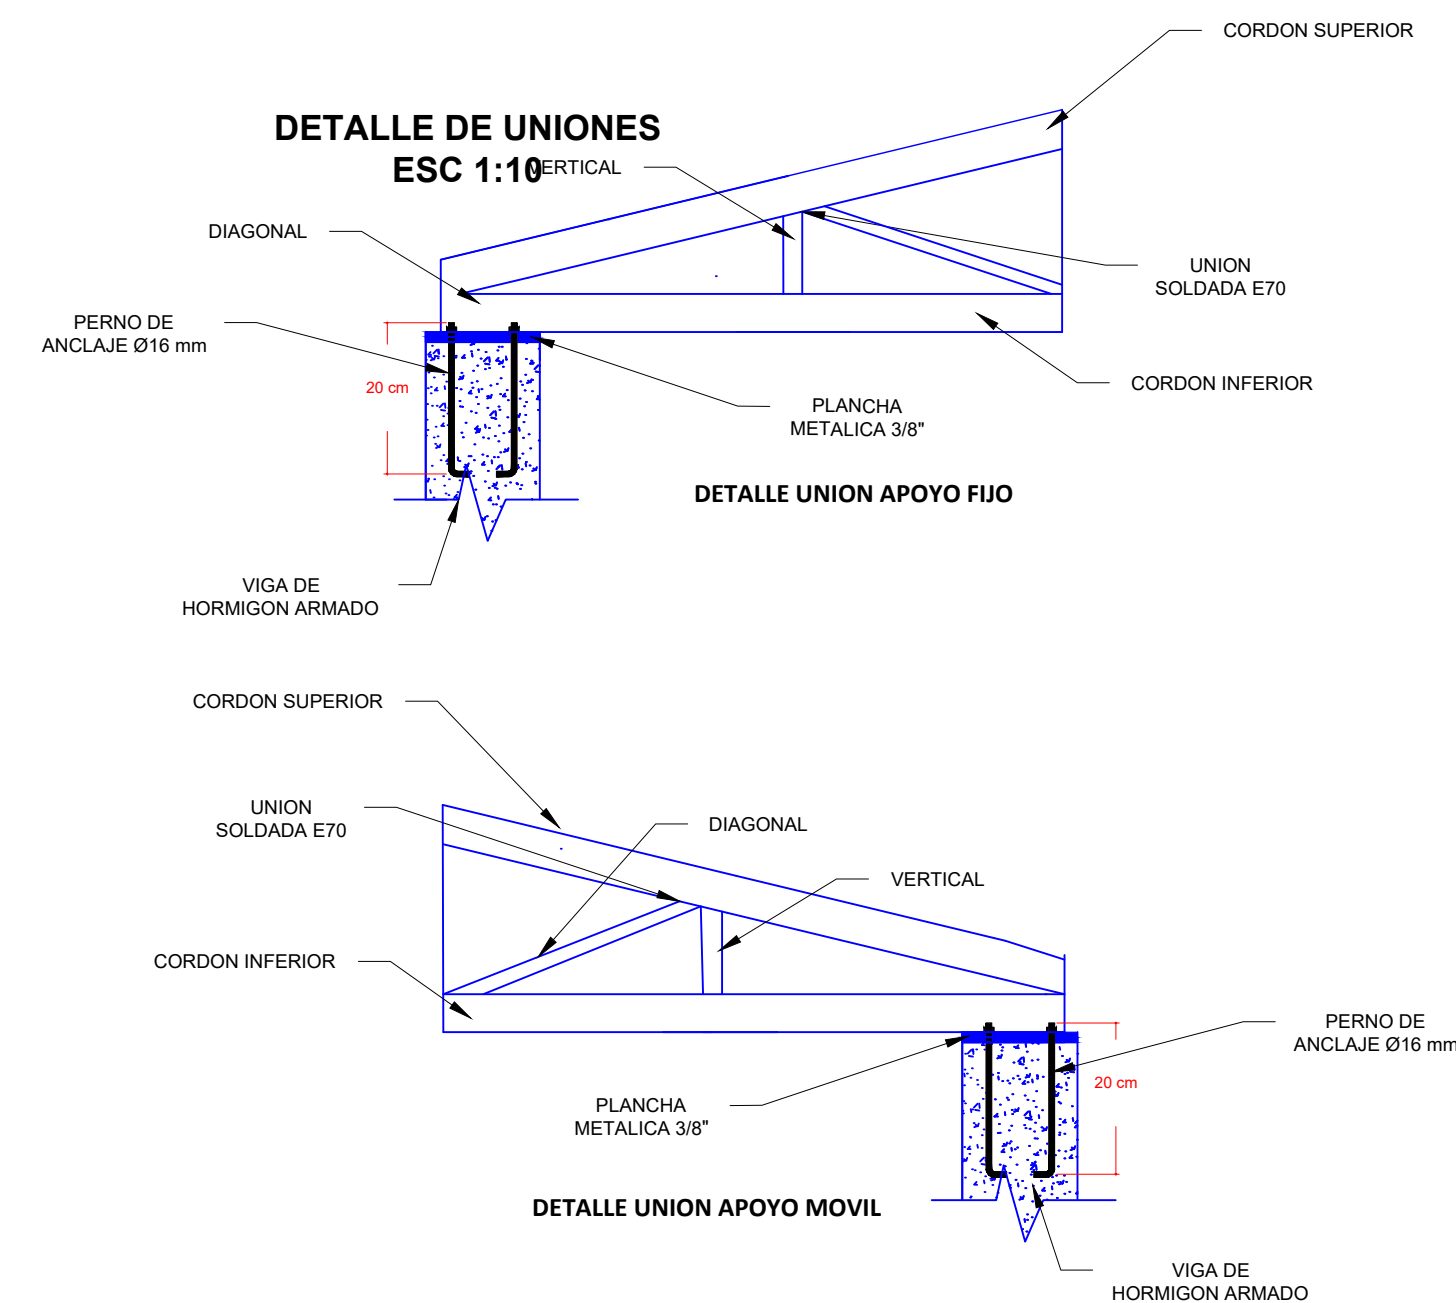 CORDON SUPERIOR
DETALLE DE UNIONES
ESC 1:10
VERTICAL
DIAGONAL
UNION
SOLDADA E70
PERNO DE
ANCLAJE Ø16 mm
20 cm
CORDON INFERIOR
PLANCHA
METALICA 3/8"
DETALLE UNION APOYO FIJO
VIGA DE
HORMIGON ARMADO
CORDON SUPERIOR
UNION
SOLDADA E70
DIAGONAL
VERTICAL
CORDON INFERIOR
PERNO DE
ANCLAJE Ø16 mm
20 cm
PLANCHA
METALICA 3/8"
DETALLE UNION APOYO MOVIL
VIGA DE
HORMIGON ARMADO